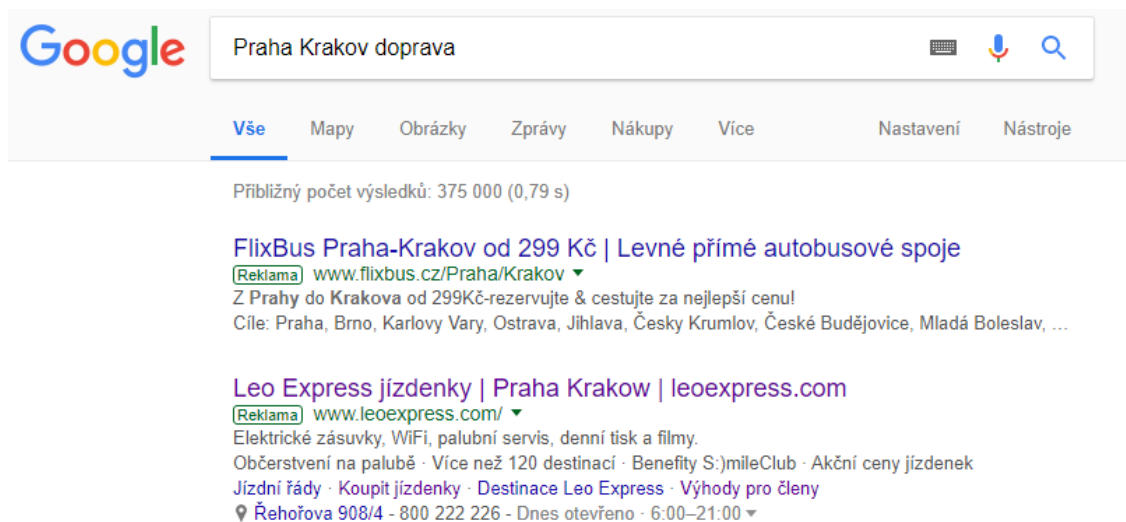 Google
Praha Krakov doprava
Vše Mapy Obrázky Zprávy Nákupy Více Nastavení Nástroje
Přibližný počet výsledků: 375 000 (0,79 s)
FlixBus Praha-Krakov od 299 Kč | Levné přímé autobusové spoje
Reklama www.flixbus.cz/Praha/Krakov
Z Prahy do Krakova od 299Kč-rezervujte & cestujte za nejlepší cenu!
Cíle: Praha, Brno, Karlovy Vary, Ostrava, Jihlava, Česky Krumlov, České Budějovice, Mladá Boleslav, ...
Leo Express jízdenky | Praha Krakow | leoexpress.com
Reklama www.leoexpress.com/
Elektrické zásuvky, WiFi, palubní servis, denní tisk a filmy.
Občerstvení na palubě · Více než 120 destinací · Benefity S:)mileClub · Akční ceny jízdenek
Jízdní řády · Koupit jízdenky · Destinace Leo Express · Výhody pro členy
Řehořova 908/4 - 800 222 226 - Dnes otevřeno · 6:00–21:00